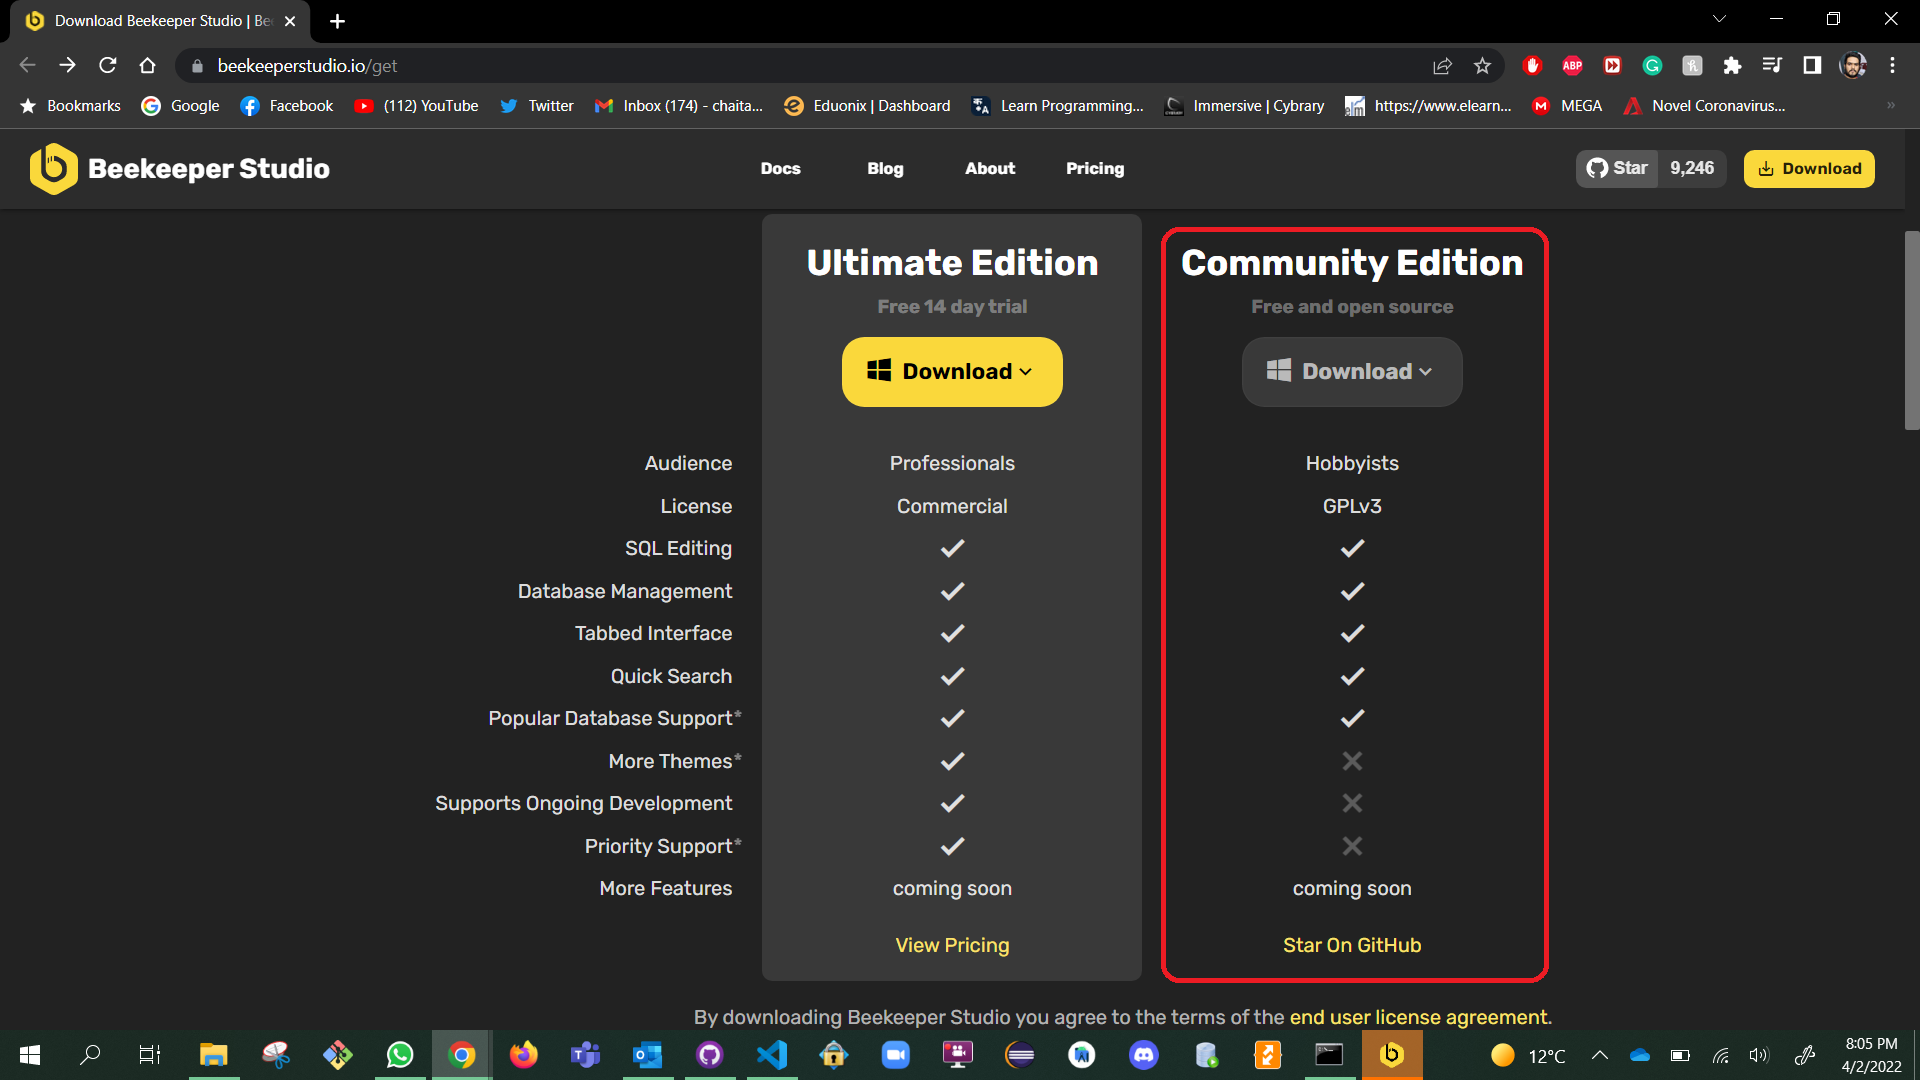 Download Beekeeper Studio | Be
beekeeperstudio.io/get
ABP
Bookmarks Google Facebook (112) YouTube Twitter Inbox (174) - chaita... Eduonix | Dashboard Learn Programming... Immersive | Cybrary https://www.elearn... MEGA Novel Coronavirus... »
Beekeeper Studio Docs Blog About Pricing Star 9,246 Download
Ultimate Edition Community Edition
Free 14 day trial Free and open source
Download Download
Audience Professionals Hobbyists
License Commercial GPLv3
SQL Editing
Database Management
Tabbed Interface
Quick Search
Popular Database Support*
More Themes*
Supports Ongoing Development
Priority Support*
More Features coming soon coming soon
View Pricing Star On GitHub
By downloading Beekeeper Studio you agree to the terms of the end user license agreement.
12°C
8:05 PM
4/2/2022